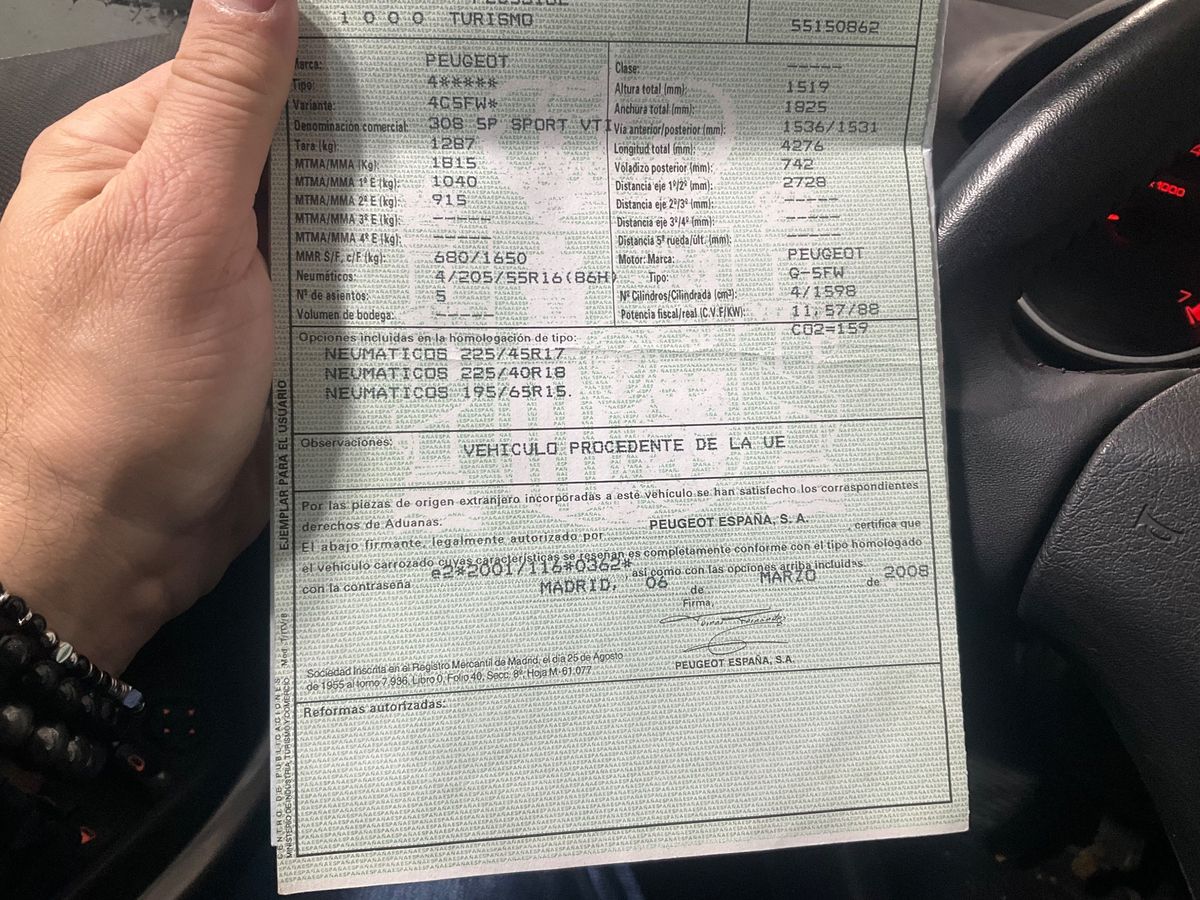 1000 TURISMO
55150862
Marca: PEUGEOT
Tipo: 4*****
Variante: 4C5FW*
Denominación comercial: 308 5P SPORT VTI
Tara (kg): 1287
MTMA/MMA (Kg): 1815
MTMA/MMA 1º E (kg): 1040
MTMA/MMA 2º E (kg): 915
MTMA/MMA 3º E (kg): -----
MTMA/MMA 4º E (kg): -----
MMR S/F, c/F (kg): 680/1650
Neumáticos: 4/205/55R16(86H)
Nº de asientos: 5
Volumen de bodega: -----
Clase: -----
Altura total (mm): 1519
Anchura total (mm): 1825
Vía anterior/posterior (mm): 1536/1531
Longitud total (mm): 4276
Voladizo posterior (mm): 742
Distancia eje 1º/2º (mm): 2728
Distancia eje 2º/3º (mm): -----
Distancia eje 3º/4º (mm): -----
Distancia 5ª rueda/últ. (mm): -----
Motor: Marca: PEUGEOT
Tipo: G-5FW
Nº Cilindros/Cilindrada (cm³): 4/1598
Potencia fiscal/real (C.V.F/KW): 11,57/88
CO2=159
Opciones incluidas en la homologación de tipo:
NEUMATICOS 225/45R17
NEUMATICOS 225/40R18
NEUMATICOS 195/65R15.
Observaciones: VEHICULO PROCEDENTE DE LA UE
Por las piezas de origen extranjero incorporadas a este vehículo se han satisfecho los correspondientes
derechos de Aduanas.
El abajo firmante, legalmente autorizado por PEUGEOT ESPAÑA, S. A. , certifica que
el vehículo carrozado cuyas características se reseñan es completamente conforme con el tipo homologado
con la contraseña e2*2001/116*0362* , así como con las opciones arriba incluidas.
MADRID, 06 de MARZO de 2008
Firma,
PEUGEOT ESPAÑA, S.A.
Sociedad Inscrita en el Registro Mercantil de Madrid, el día 25 de Agosto
de 1955 al tomo 7.936, Libro 0, Folio 40, Secc. 8ª, Hoja M-61.077
Reformas autorizadas:
EJEMPLAR PARA EL USUARIO
CENTRO DE PUBLICACIONES
MINISTERIO DE INDUSTRIA, TURISMO Y COMERCIO
x1000
4
7